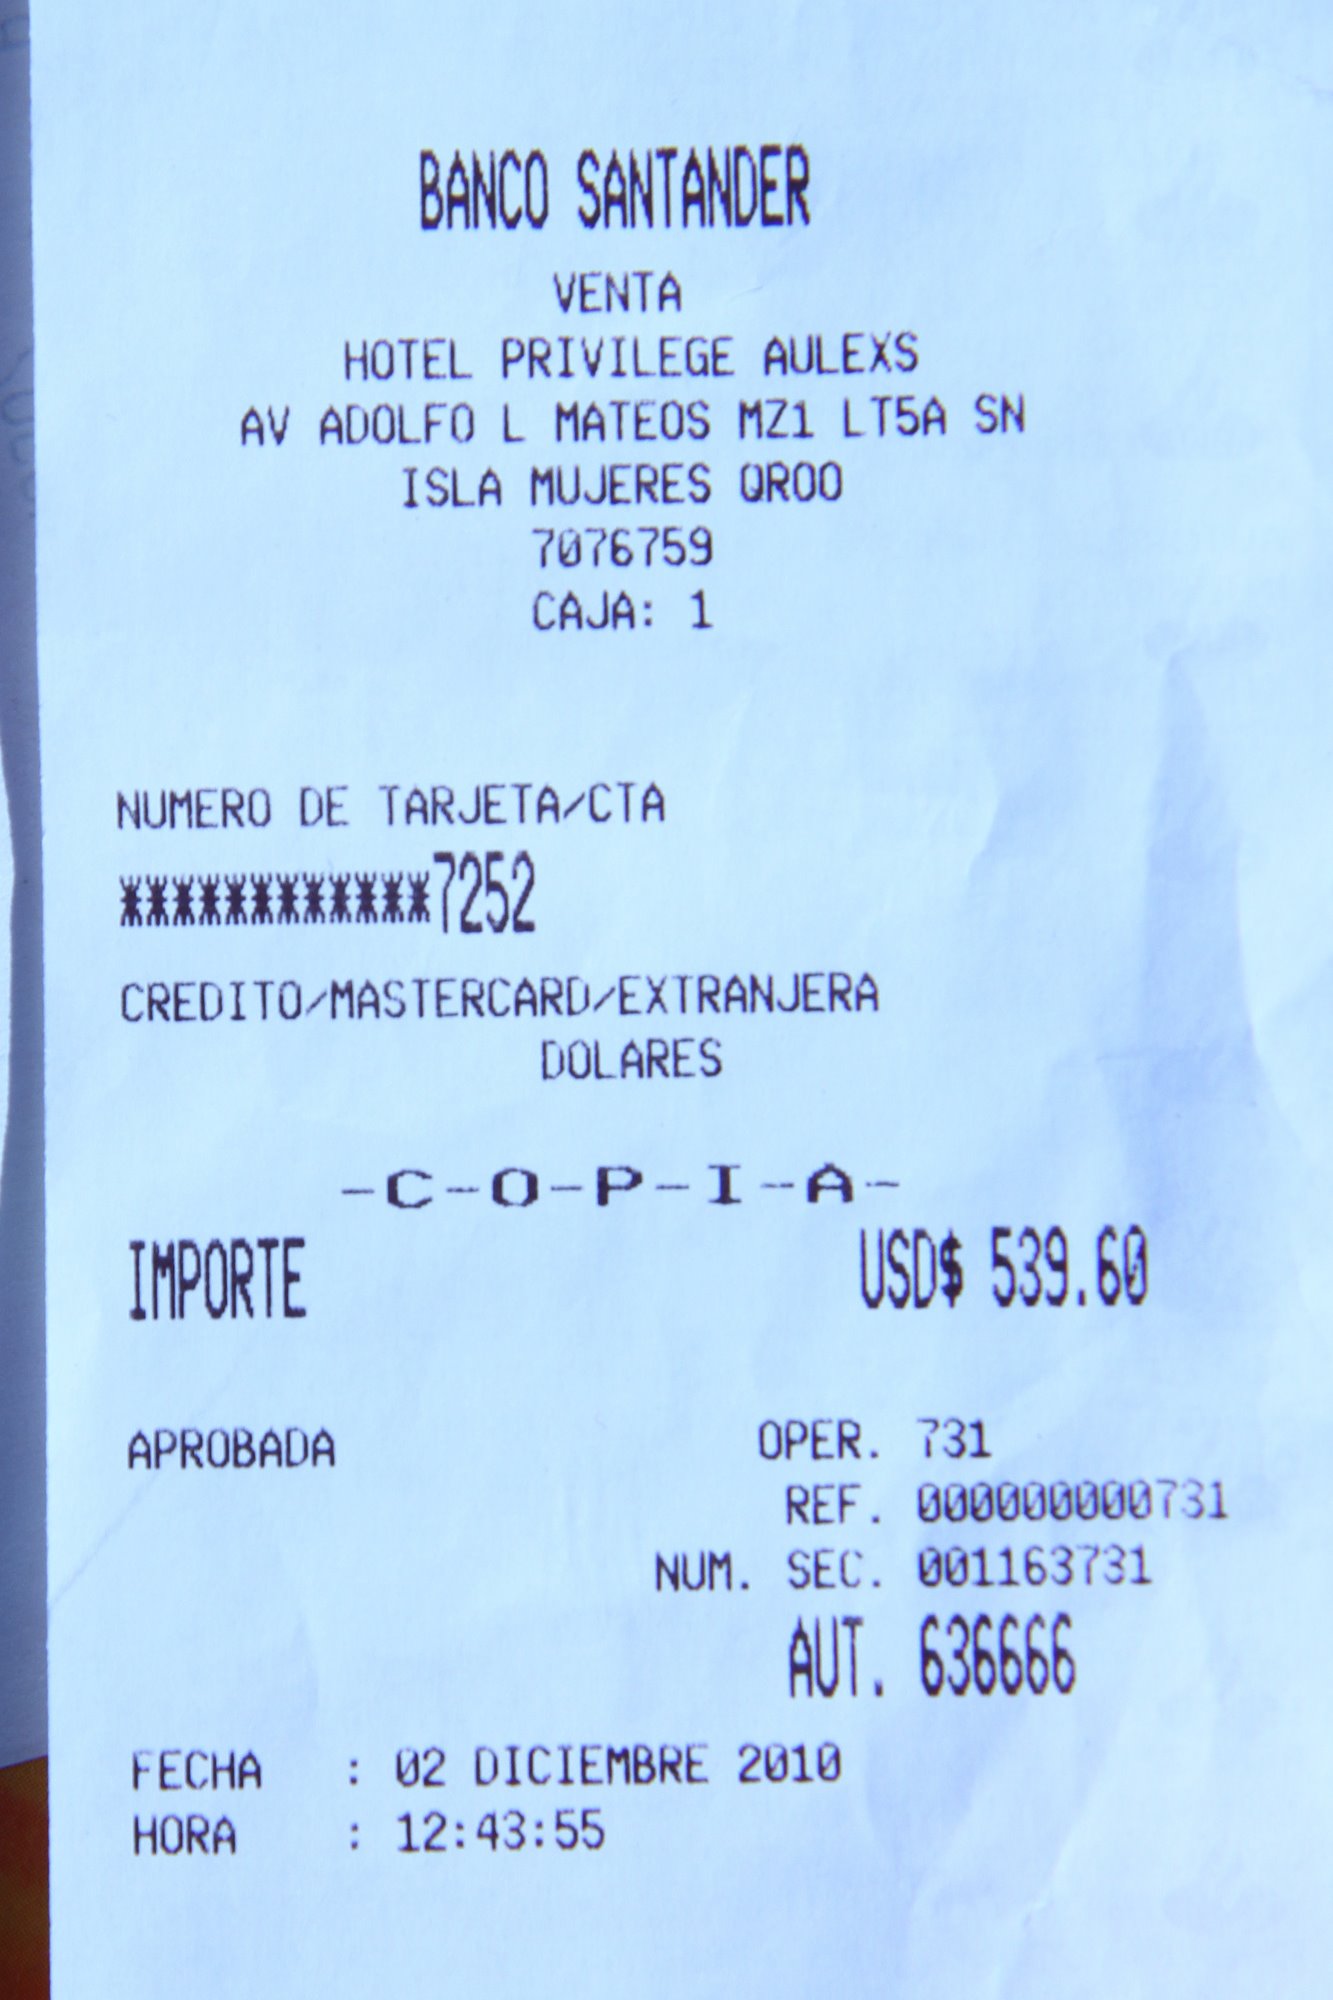 BANCO SANTANDER
VENTA
HOTEL PRIVILEGE AULEXS
AV ADOLFO L MATEOS MZ1 LT5A SN
ISLA MUJERES QROO
7076759
CAJA: 1
NUMERO DE TARJETA/CTA
************7252
CREDITO/MASTERCARD/EXTRANJERA
DOLARES
-C-O-P-I-A-
IMPORTE USD$ 539.60
APROBADA OPER. 731
REF. 000000000731
NUM. SEC. 001163731
AUT. 636666
FECHA : 02 DICIEMBRE 2010
HORA : 12:43:55